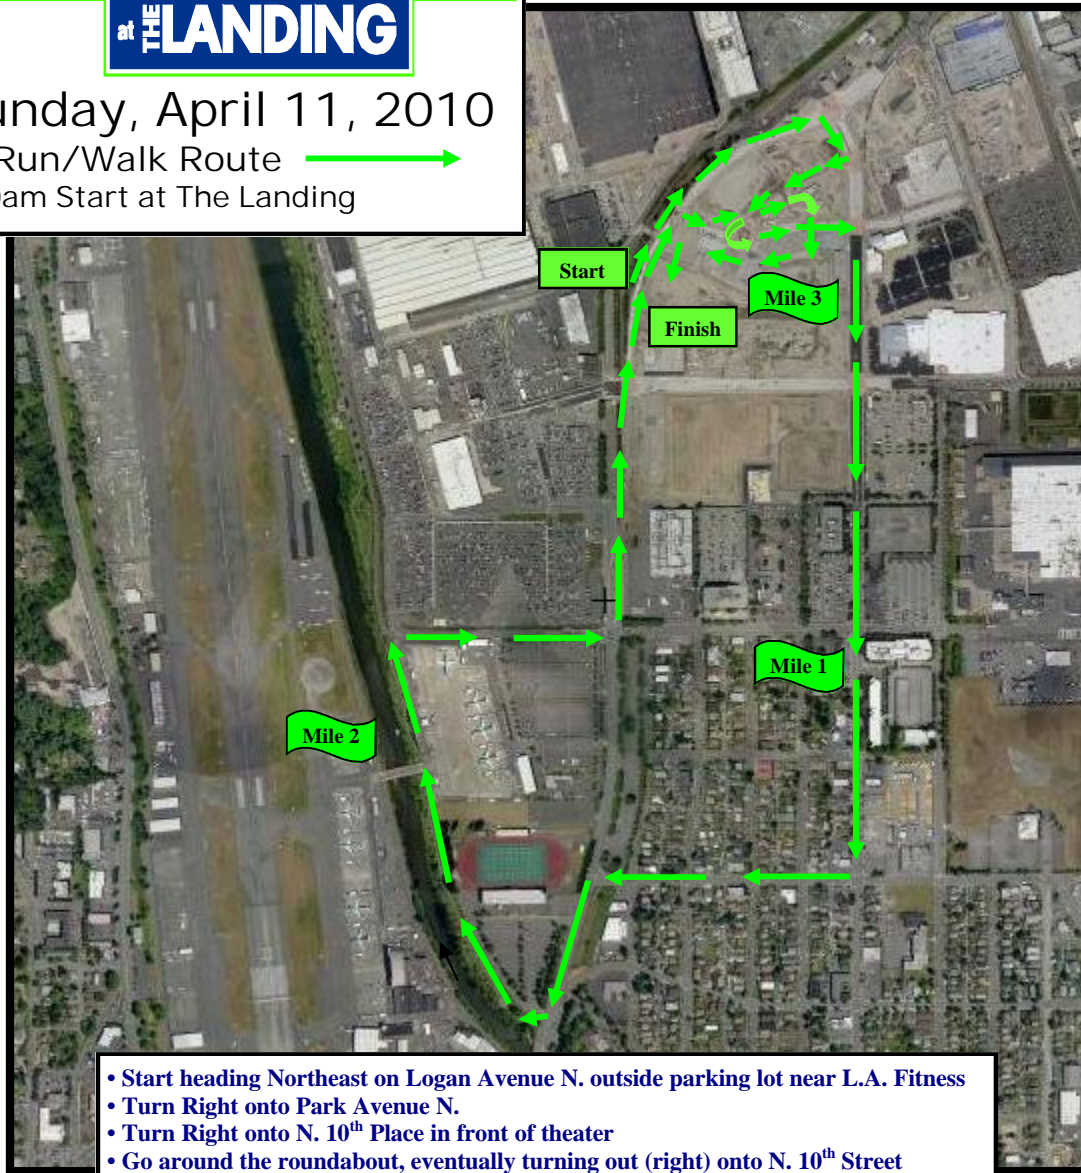 at THE LANDING
unday, April 11, 2010
Run/Walk Route
am Start at The Landing
Start
Mile 3
Finish
Mile 1
Mile 2
• Start heading Northeast on Logan Avenue N. outside parking lot near L.A. Fitness
• Turn Right onto Park Avenue N.
• Turn Right onto N. 10th Place in front of theater
• Go around the roundabout, eventually turning out (right) onto N. 10th Street